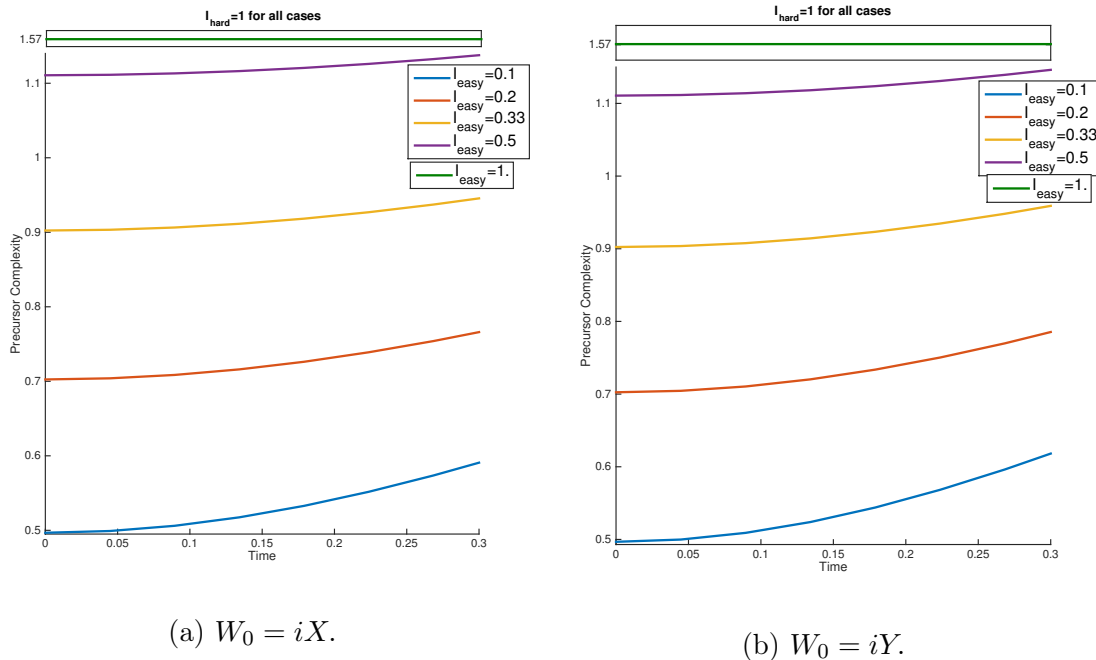 I_hard=1 for all cases
1.57
1.1
1
0.9
0.8
0.7
0.6
0.5
Precursor Complexity
0
0.05
0.1
0.15
0.2
0.25
0.3
Time
I_easy=0.1
I_easy=0.2
I_easy=0.33
I_easy=0.5
I_easy=1.
(a) W_0 = iX.
I_hard=1 for all cases
1.57
1.1
1
0.9
0.8
0.7
0.6
0.5
Precursor Complexity
0
0.05
0.1
0.15
0.2
0.25
0.3
Time
I_easy=0.1
I_easy=0.2
I_easy=0.33
I_easy=0.5
I_easy=1.
(b) W_0 = iY.